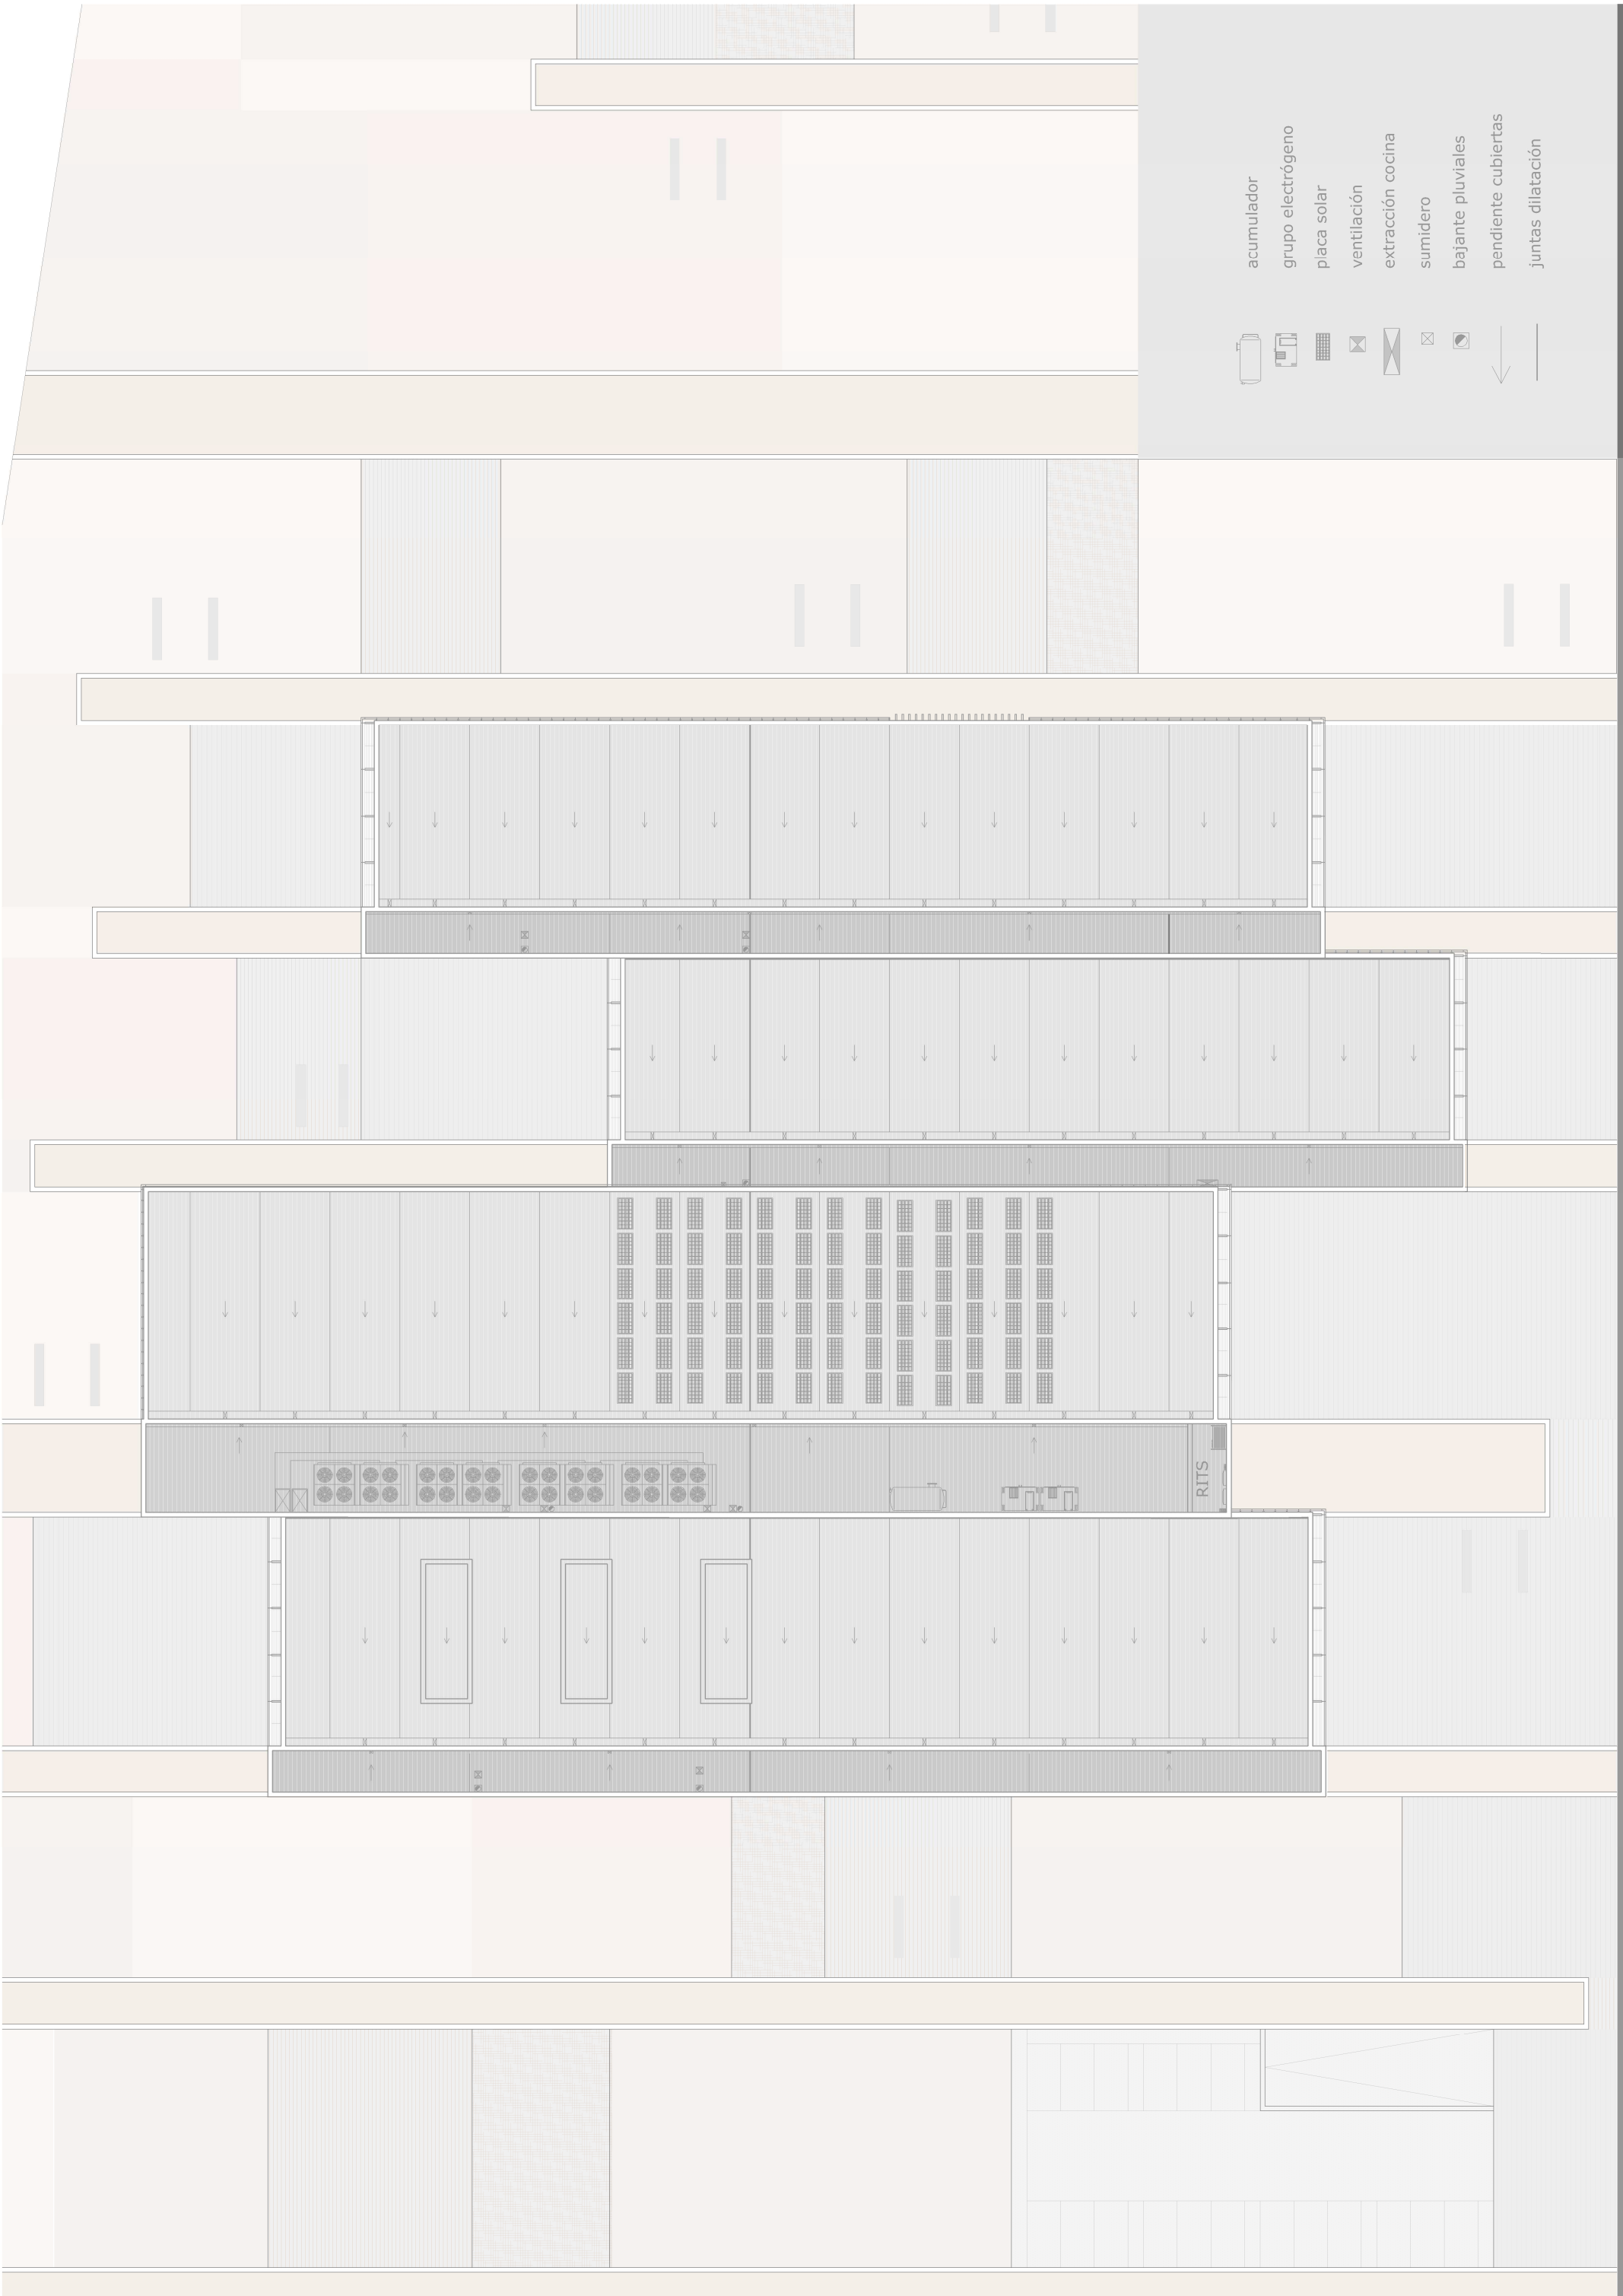 acumulador
grupo electrógeno
placa solar
ventilación
extracción cocina
sumidero
bajante pluviales
pendiente cubiertas
juntas dilatación
RITS